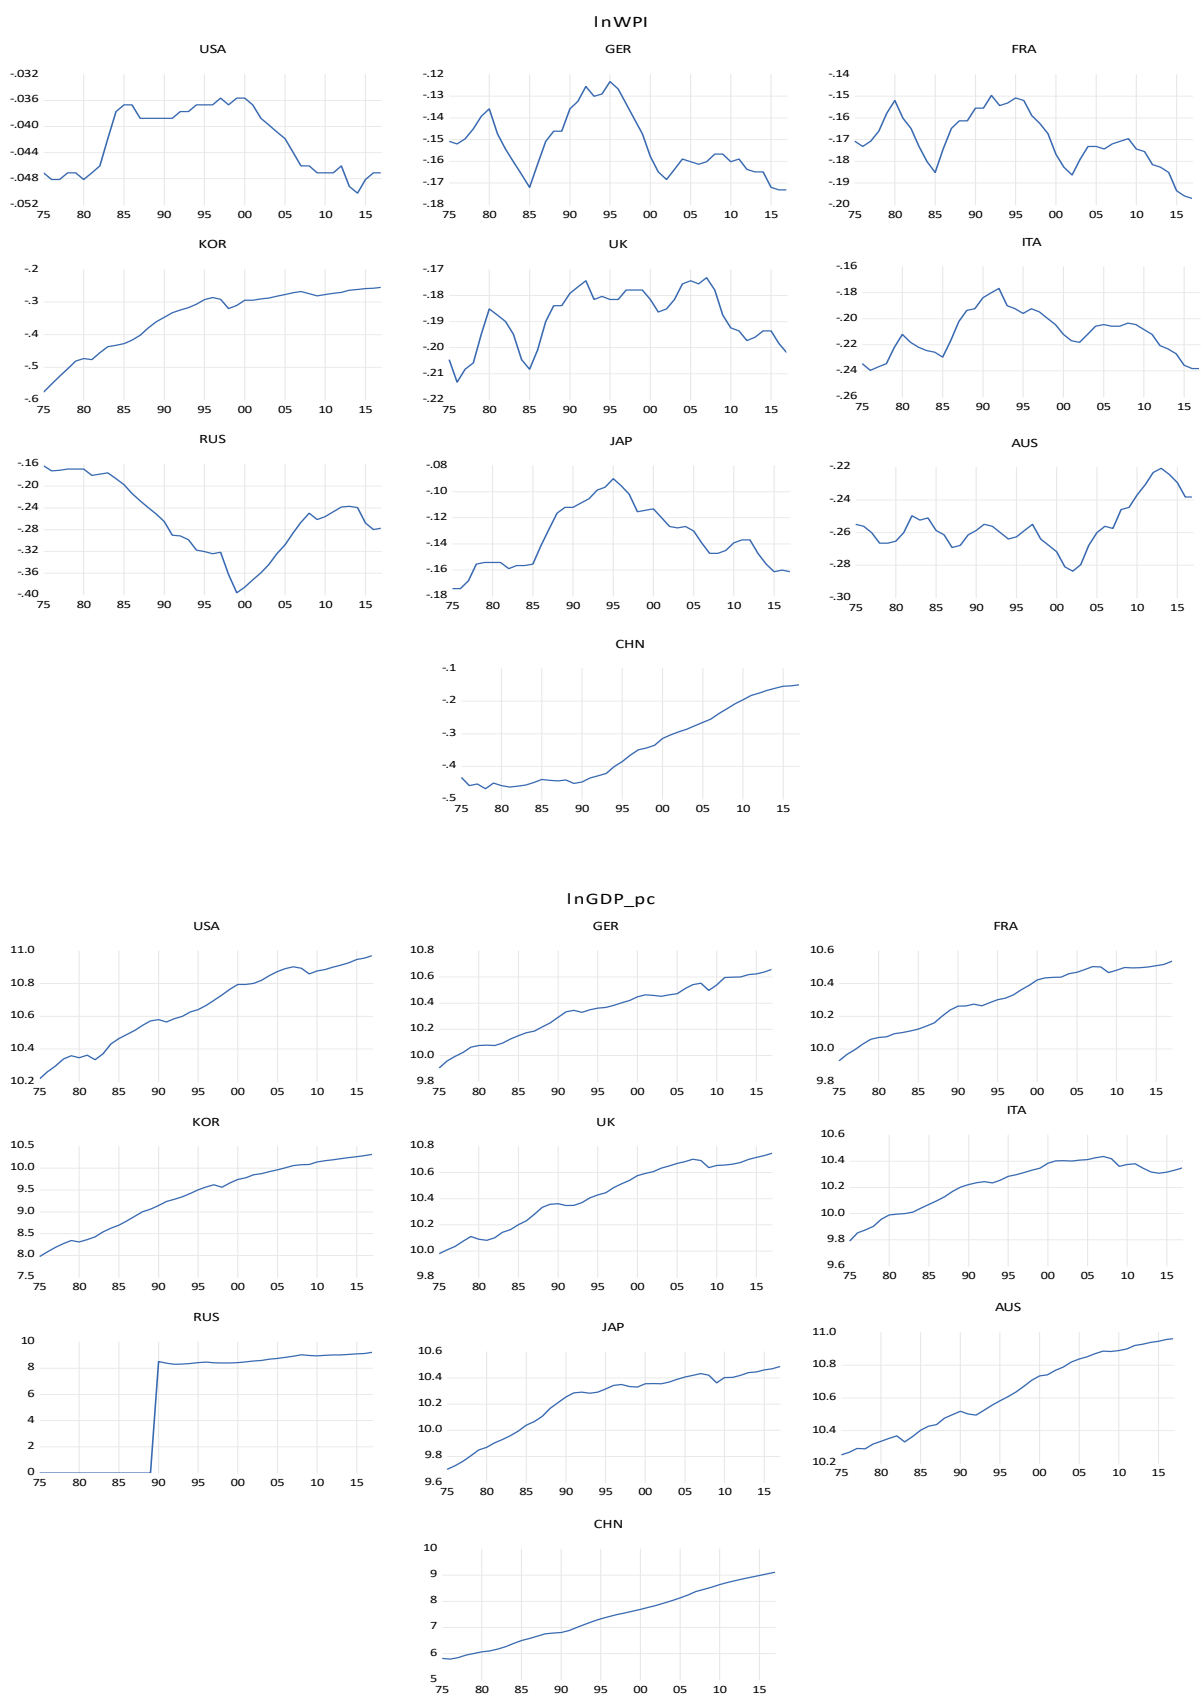 lnWPI
USA
-.032
-.036
-.040
-.044
-.048
-.052
75 80 85 90 95 00 05 10 15
GER
-.12
-.13
-.14
-.15
-.16
-.17
-.18
75 80 85 90 95 00 05 10 15
FRA
-.14
-.15
-.16
-.17
-.18
-.19
-.20
75 80 85 90 95 00 05 10 15
KOR
-.2
-.3
-.4
-.5
-.6
75 80 85 90 95 00 05 10 15
UK
-.17
-.18
-.19
-.20
-.21
-.22
75 80 85 90 95 00 05 10 15
ITA
-.16
-.18
-.20
-.22
-.24
-.26
75 80 85 90 95 00 05 10 15
RUS
-.16
-.20
-.24
-.28
-.32
-.36
-.40
75 80 85 90 95 00 05 10 15
JAP
-.08
-.10
-.12
-.14
-.16
-.18
75 80 85 90 95 00 05 10 15
AUS
-.22
-.24
-.26
-.28
-.30
75 80 85 90 95 00 05 10 15
CHN
-.1
-.2
-.3
-.4
-.5
75 80 85 90 95 00 05 10 15
lnGDP_pc
USA
11.0
10.8
10.6
10.4
10.2
75 80 85 90 95 00 05 10 15
GER
10.8
10.6
10.4
10.2
10.0
9.8
75 80 85 90 95 00 05 10 15
FRA
10.6
10.4
10.2
10.0
9.8
75 80 85 90 95 00 05 10 15
KOR
10.5
10.0
9.5
9.0
8.5
8.0
7.5
75 80 85 90 95 00 05 10 15
UK
10.8
10.6
10.4
10.2
10.0
9.8
75 80 85 90 95 00 05 10 15
ITA
10.6
10.4
10.2
10.0
9.8
9.6
75 80 85 90 95 00 05 10 15
RUS
10
8
6
4
2
0
75 80 85 90 95 00 05 10 15
JAP
10.6
10.4
10.2
10.0
9.8
9.6
75 80 85 90 95 00 05 10 15
AUS
11.0
10.8
10.6
10.4
10.2
75 80 85 90 95 00 05 10 15
CHN
10
9
8
7
6
5
75 80 85 90 95 00 05 10 15